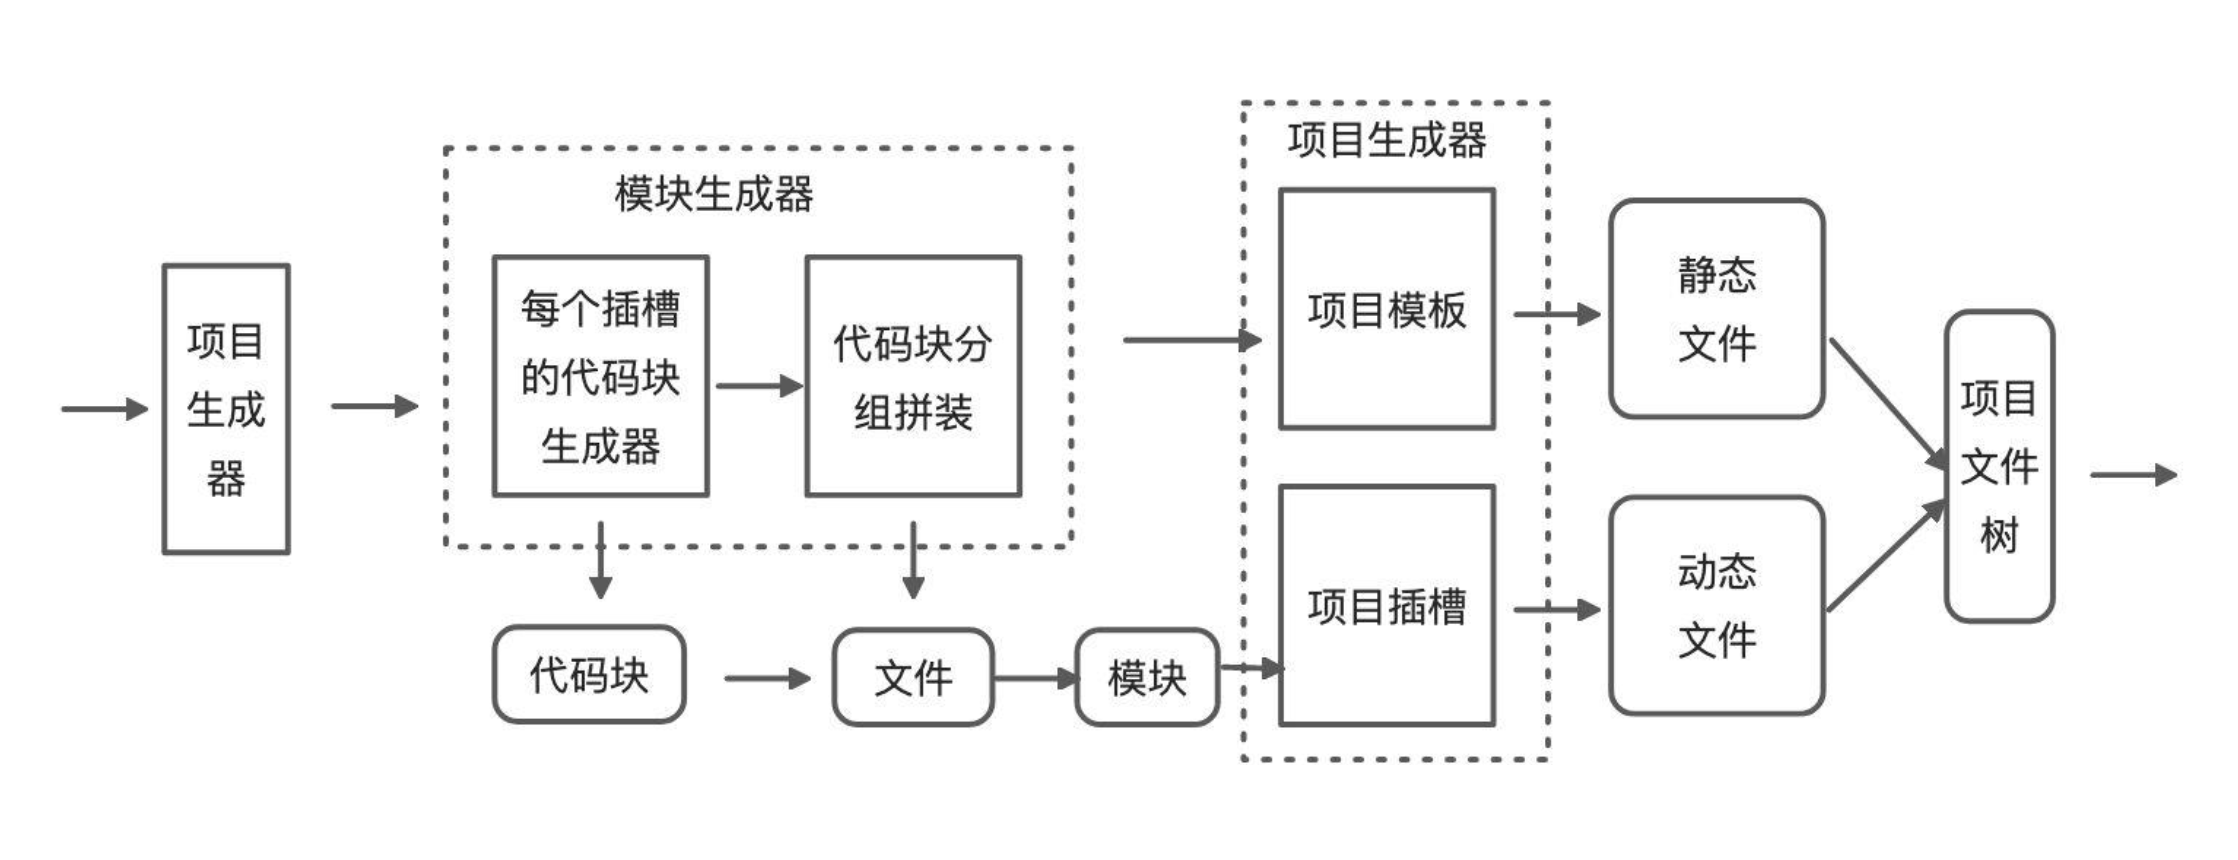 项目
生成
器
模块生成器
每个插槽
的代码块
生成器
代码块分
组拼装
代码块
文件
模块
项目生成器
项目模板
项目插槽
静态
文件
动态
文件
项目
文件
树